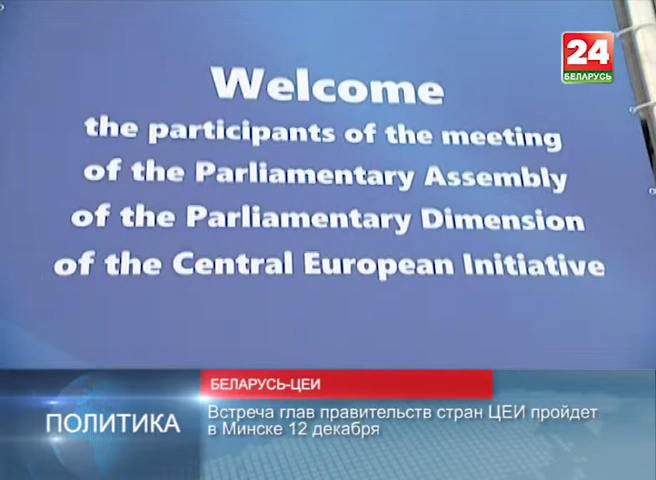 24
БЕЛАРУСЬ
Welcome
the participants of the meeting
of the Parliamentary Assembly
of the Parliamentary Dimension
of the Central European Initiative
БЕЛАРУСЬ-ЦЕИ
ПОЛИТИКА
Встреча глав правительств стран ЦЕИ пройдет
в Минске 12 декабря